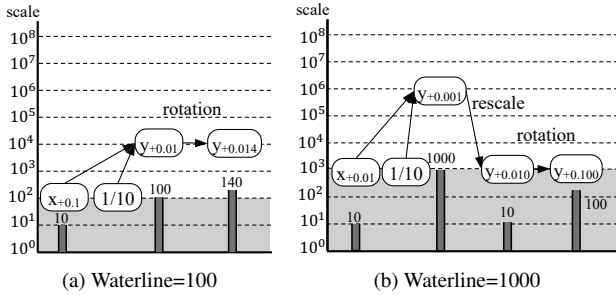 scale
10^8
10^7
10^6
10^5
10^4
10^3
10^2
10^1
10^0
rotation
y+0.01
y+0.014
x+0.1
1/10
10
100
140
(a) Waterline=100
scale
10^8
10^7
10^6
10^5
10^4
10^3
10^2
10^1
10^0
y+0.001
rescale
rotation
x+0.01
1/10
1000
y+0.010
y+0.100
10
10
100
(b) Waterline=1000